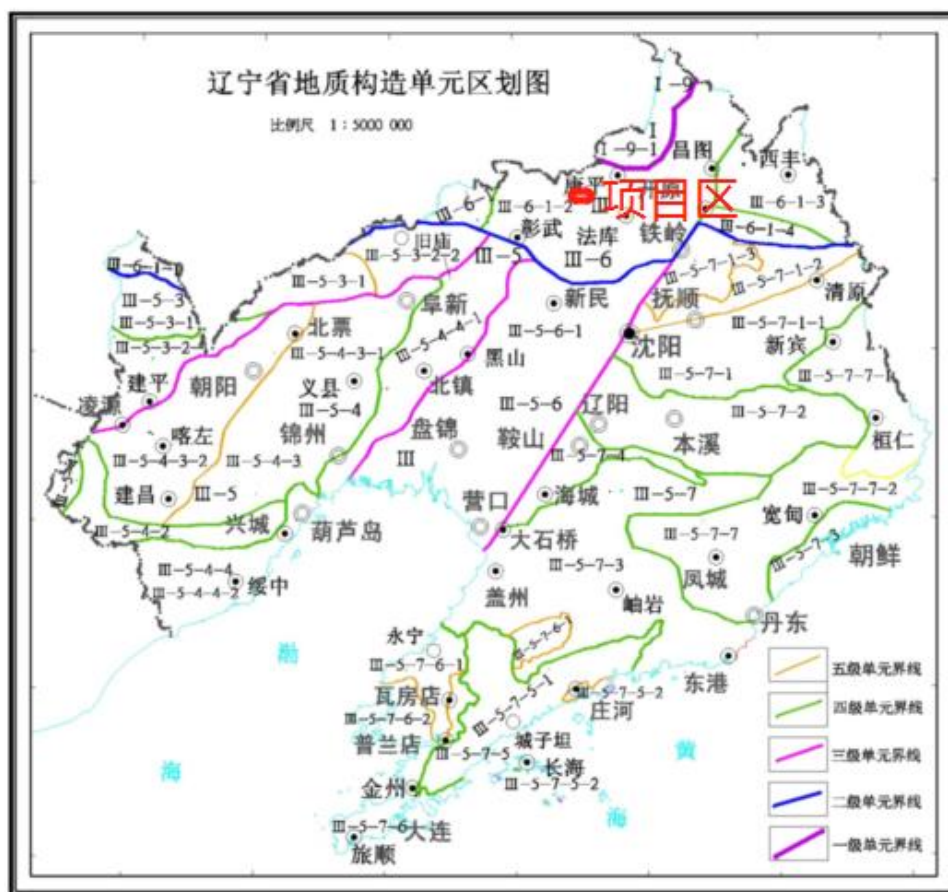 辽宁省地质构造单元区划图
比例尺 1:5000 000
I-9
I
I-9-1
昌图
西丰
康平
项目区
开原
III-6-1-2
III-6-1-3
III-6-1-4
彰武
法库
铁岭
旧庙
III-5-3-2-2
III-5
III-6
III-5-7-1-3
III-5-7-1-2
III-5-3
III-5-3-1
III-5-3-1
III-5-3-2
阜新
新民
抚顺
清原
北票
III-5-4-4-1
III-5-6-1
沈阳
III-5-7-1-1
新宾
III-5-4-3-1
黑山
朝阳
义县
北镇
III-5-7-1
III-5-7-7-1
建平
凌源
III-5-4
III-5-6
辽阳
III-5-7-2
喀左
锦州
盘锦
鞍山
本溪
桓仁
III-5-4-3-2
III-5-4-3
III
III-5-7-4
建昌
III-5
营口
海城
III-5-7
III-5-7-7-2
III-5-4-2
兴城
葫芦岛
大石桥
宽甸
III-5-7-7
III-5-7-3
朝鲜
III-5-4-4
III-5-4-4-2
绥中
盖州
III-5-7-3
凤城
岫岩
丹东
永宁
III-5-7-6-1
渤
III-5-7-6-1
东港
瓦房店
III-5-7-5-1
III-5-7-5-2
庄河
III-5-7-6-2
普兰店
III-5-7-5
城子坦
黄
海
金州
长海
III-5-7-5-2
海
III-5-7-6
大连
旅顺
五级单元界线
四级单元界线
三级单元界线
二级单元界线
一级单元界线